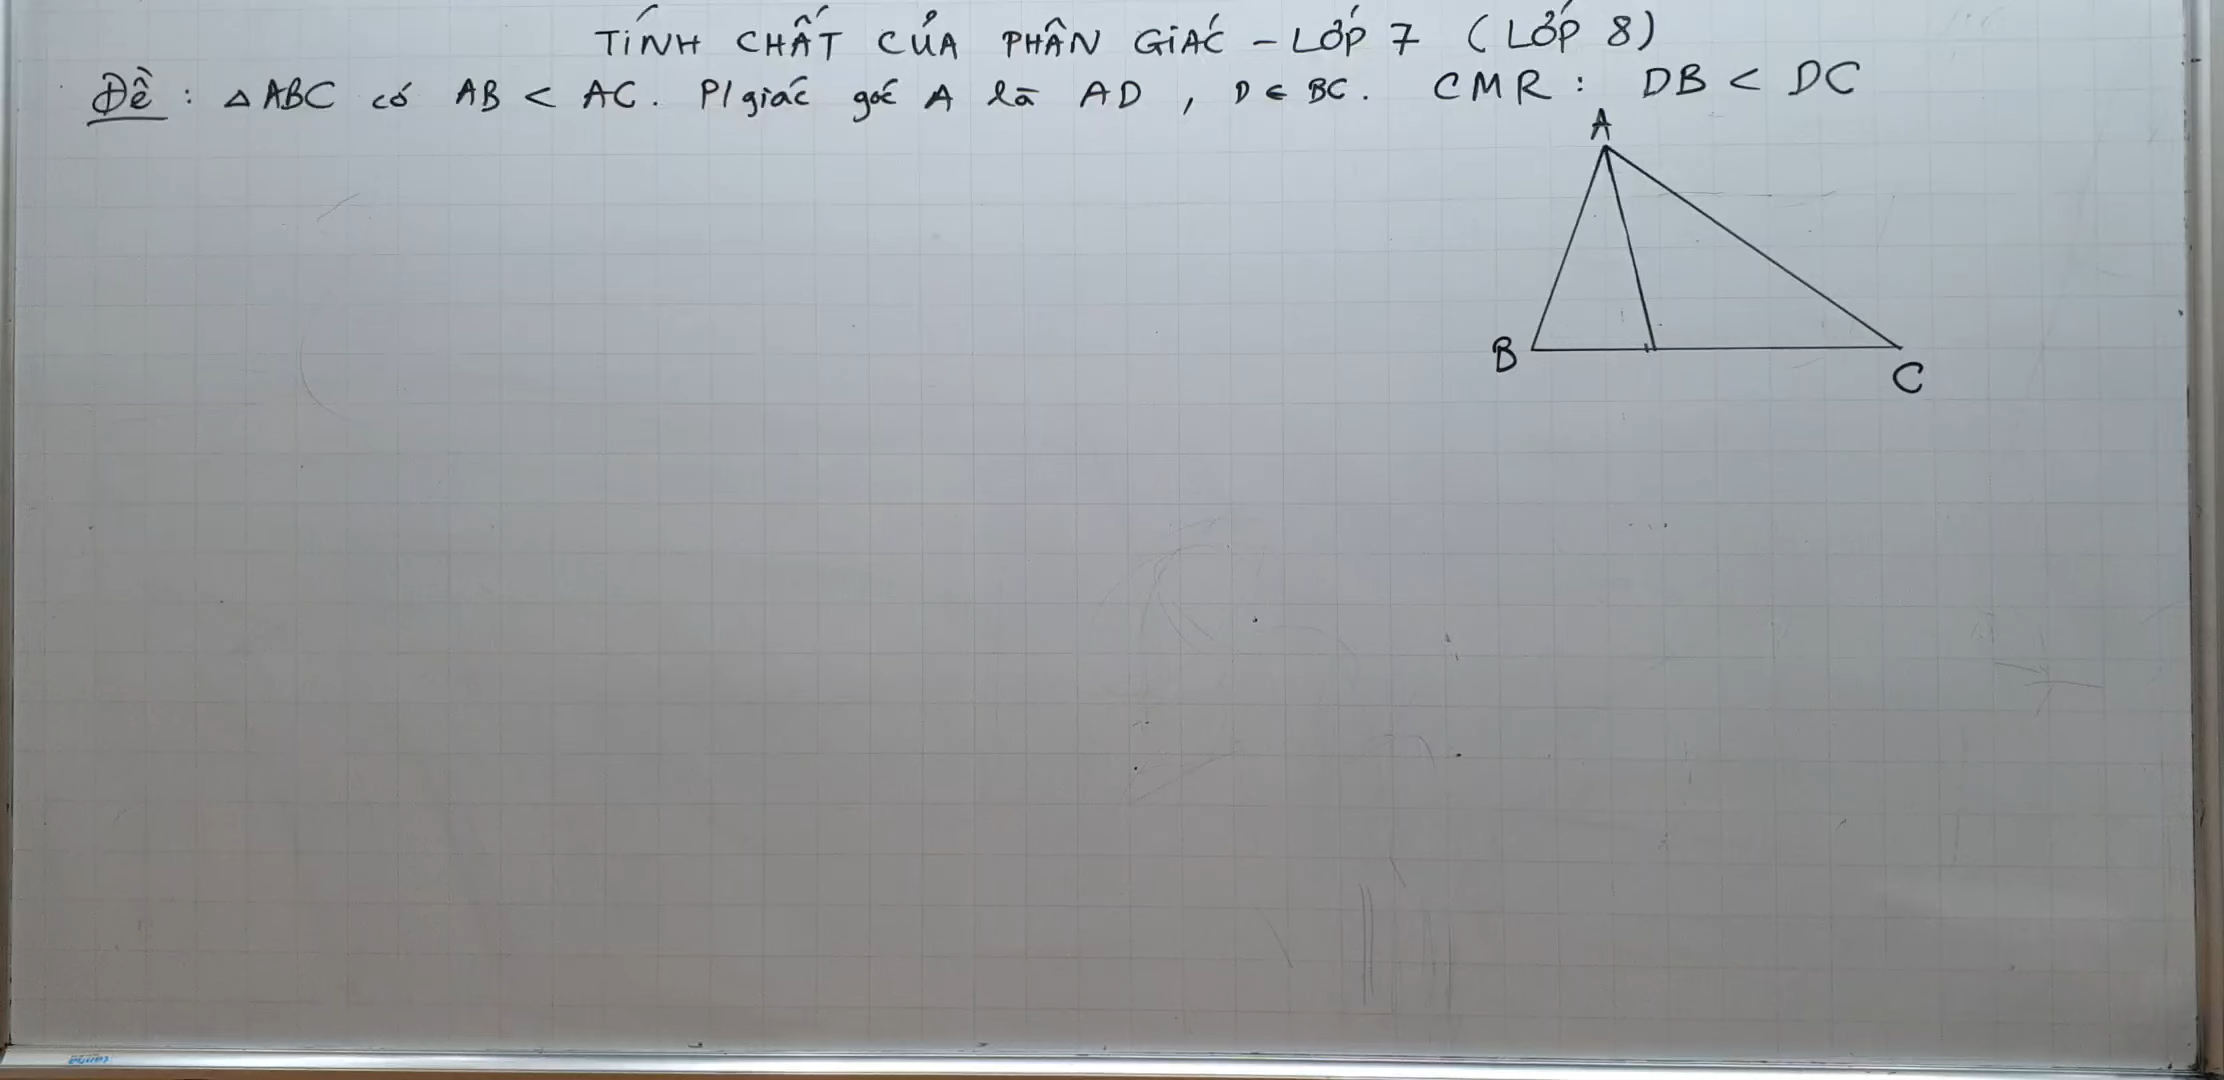 TÍNH CHẤT CỦA PHÂN GIÁC - LỚP 7 (LỚP 8)
Đề : △ABC có AB < AC. P/giác góc A là AD , D ∈ BC. CMR : DB < DC
A
B
C